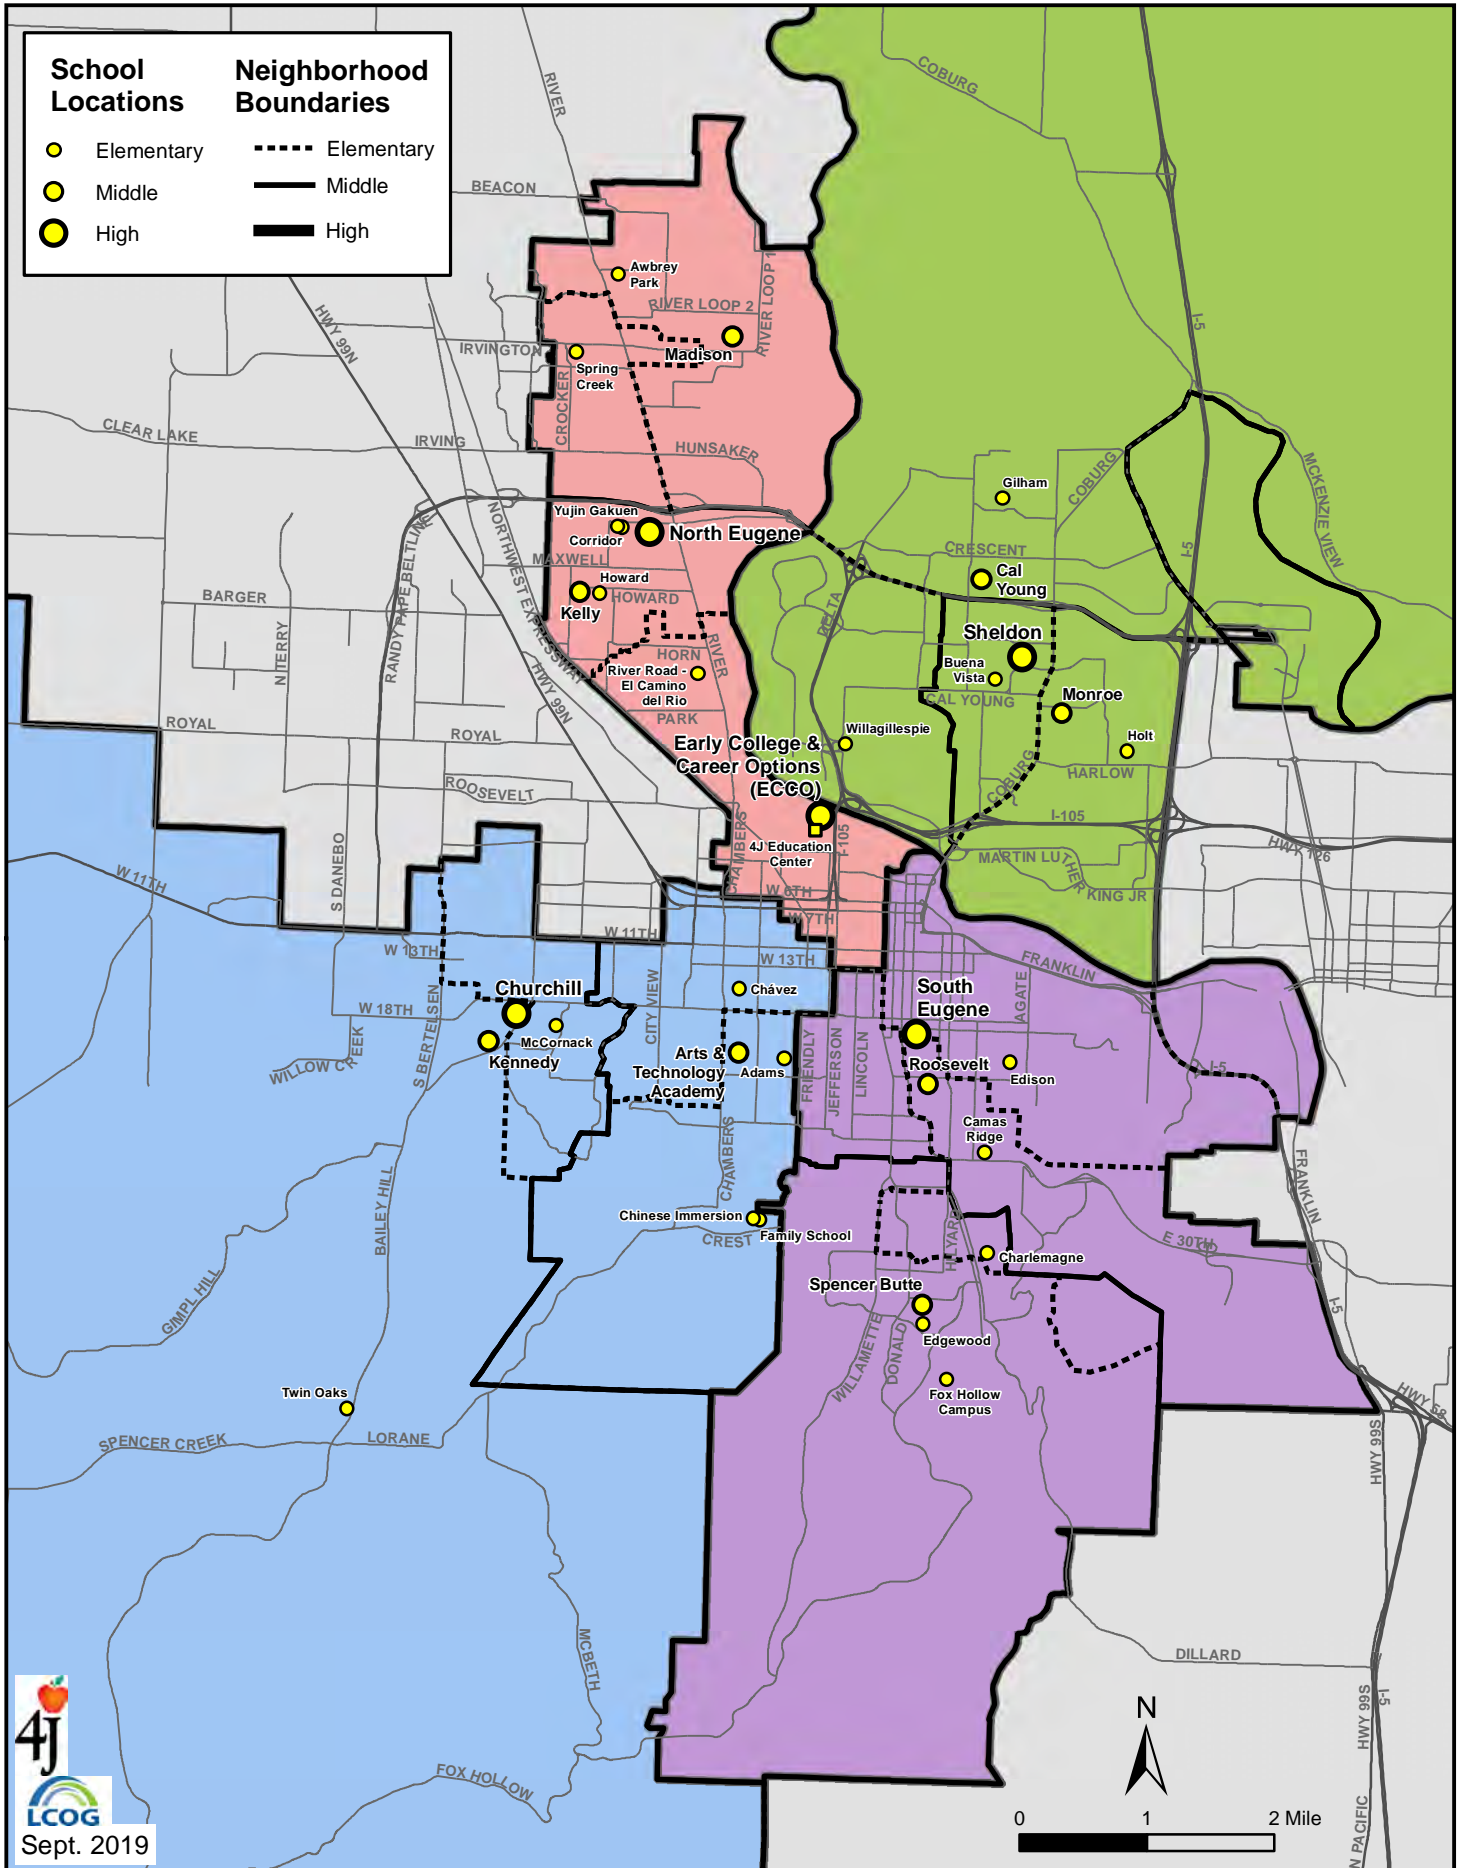 School
Locations
Neighborhood
Boundaries
Elementary
Middle
High
Elementary
Middle
High
RIVER
COBURG
BEACON
Awbrey
Park
RIVER LOOP 2
RIVER LOOP 1
HWY 99N
IRVINGTON
Madison
Spring
Creek
CROCKER
I-5
CLEAR LAKE
IRVING
HUNSAKER
COBURG
MCKENZIE VIEW
Gilham
Yujin Gakuen
Corridor
North Eugene
RANDY PAPE BELTLINE
NORTHWEST EXPRESSWAY
MAXWELL
CRESCENT
I-5
Cal
Young
Howard
HOWARD
Kelly
BARGER
N TERRY
DELTA
Sheldon
HORN
RIVER
River Road -
El Camino
del Rio
Buena
Vista
CAL YOUNG
Monroe
HWY 99N
PARK
ROYAL
ROYAL
Willagillespie
Holt
Early College &
Career Options
(ECCO)
COBURG
HARLOW
ROOSEVELT
CHAMBERS
I-105
I-105
4J Education
Center
HWY 126
MARTIN LUTHER KING JR
S DANEBO
W 11TH
W 6TH
W 7TH
W 11TH
W 13TH
W 13TH
FRANKLIN
Churchill
Chávez
South
Eugene
AGATE
W 18TH
CITY VIEW
McCornack
Kennedy
WILLOW CREEK
S BERTELSEN
Arts &
Technology
Academy
Adams
FRIENDLY
JEFFERSON
LINCOLN
Roosevelt
Edison
I-5
Camas
Ridge
CHAMBERS
BAILEY HILL
FRANKLIN
Chinese Immersion
Family School
CREST
HILYARD
E 30TH
Charlemagne
GIMPL HILL
Spencer Butte
Edgewood
WILLAMETTE
DONALD
I-5
Twin Oaks
Fox Hollow
Campus
HWY 58
SPENCER CREEK
LORANE
HWY 99S
MCBETH
DILLARD
4J
N
HWY 99S
I-5
FOX HOLLOW
LCOG
Sept. 2019
0
1
2 Mile
N PACIFIC